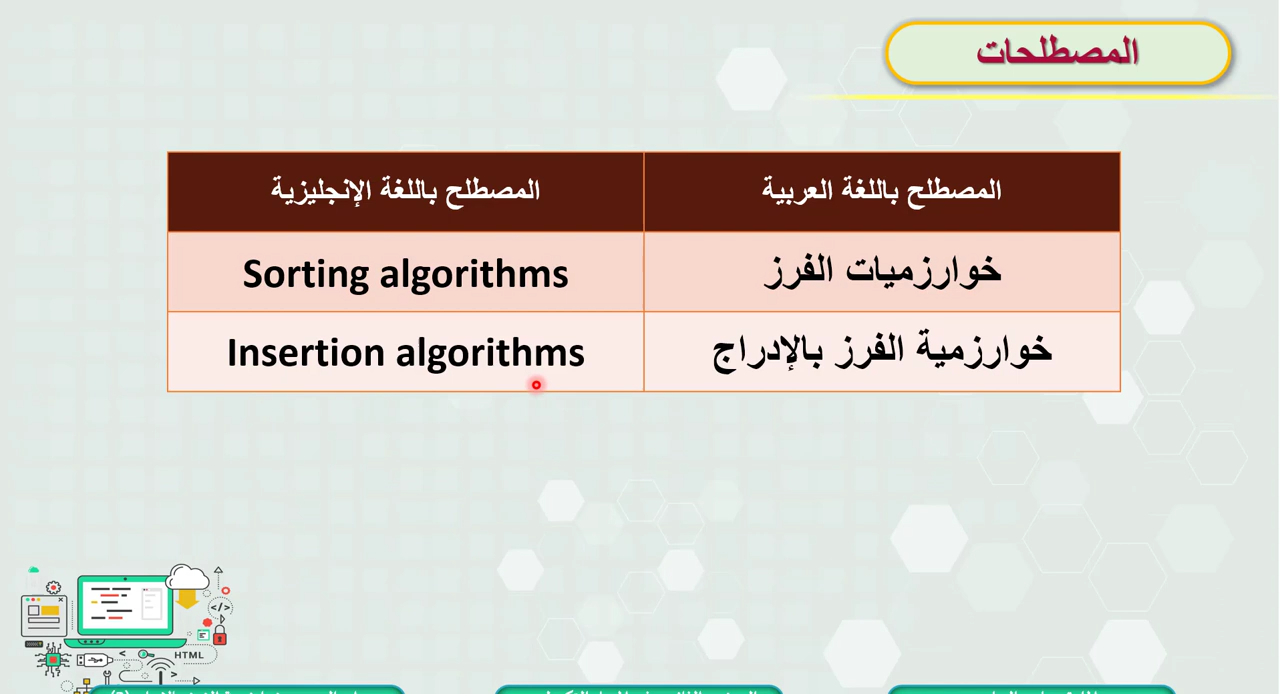 المصطلحات
المصطلح باللغة العربية
المصطلح باللغة الإنجليزية
خوارزميات الفرز
Sorting algorithms
خوارزمية الفرز بالإدراج
Insertion algorithms
</>
HTML